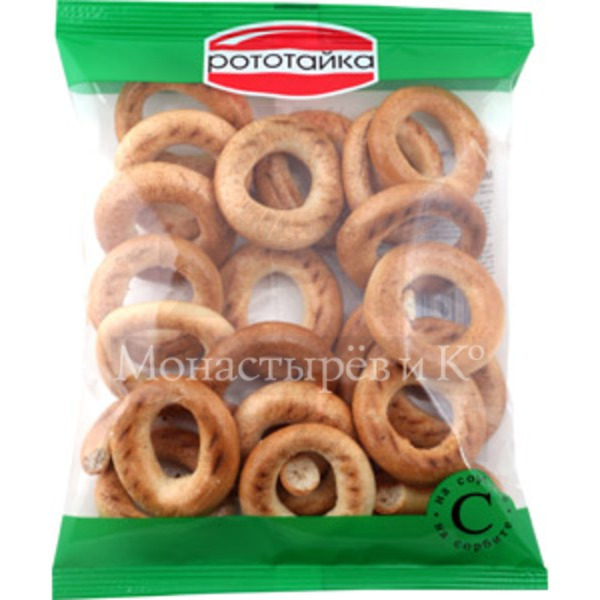 рототайка
Монастырёв и К°
на сорбите
С
на сорбите